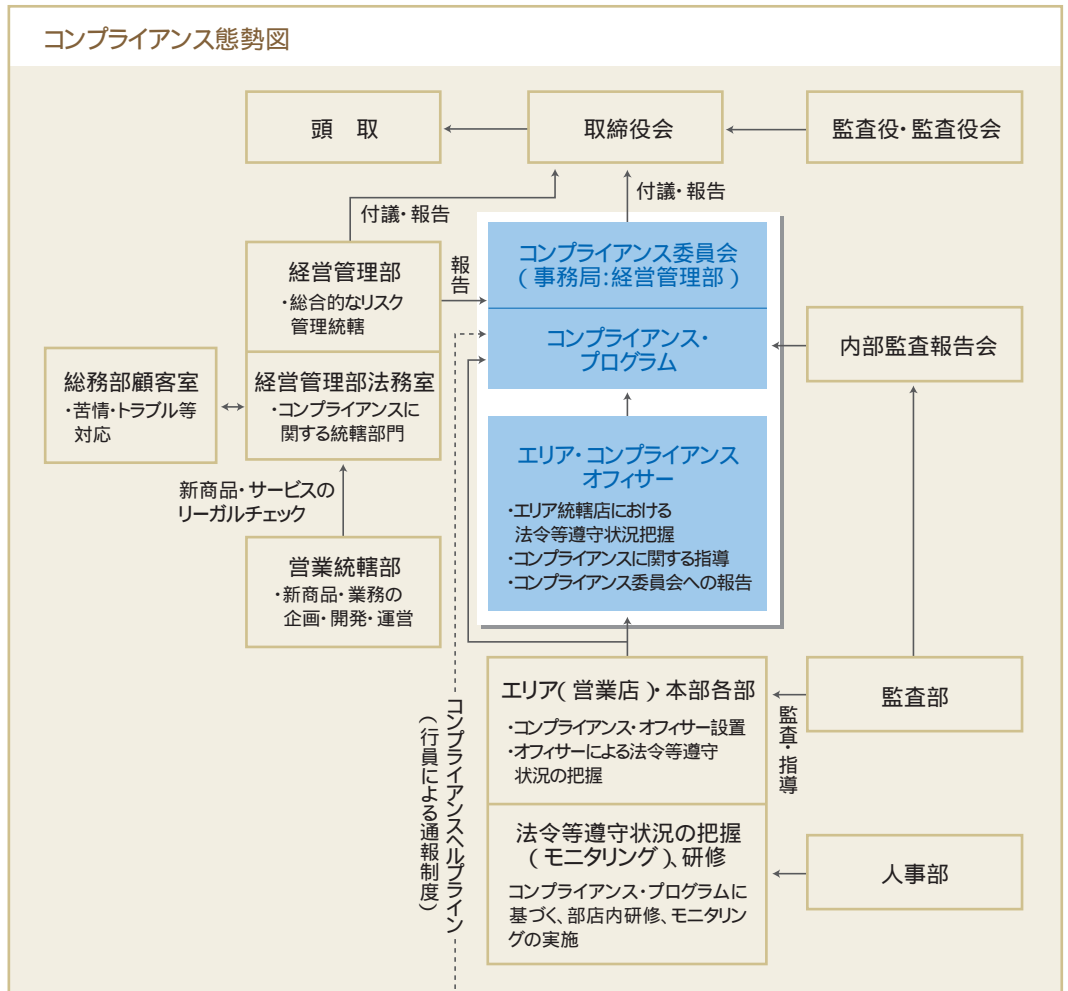 コンプライアンス態勢図
頭　取
取締役会
監査役・監査役会
付議・報告
付議・報告
経営管理部
・総合的なリスク
管理統轄
報告
コンプライアンス委員会
（事務局:経営管理部）
コンプライアンス・
プログラム
内部監査報告会
総務部顧客室
・苦情・トラブル等
対応
経営管理部法務室
・コンプライアンスに
関する統轄部門
エリア・コンプライアンス
オフィサー
・エリア統轄店における
法令等遵守状況把握
・コンプライアンスに関する指導
・コンプライアンス委員会への報告
新商品・サービスの
リーガルチェック
営業統轄部
・新商品・業務の
企画・開発・運営
コンプライアンスヘルプライン
（行員による通報制度）
エリア（営業店）・本部各部
・コンプライアンス・オフィサー設置
・オフィサーによる法令等遵守
状況の把握
監査・指導
監査部
法令等遵守状況の把握
（モニタリング）、研修
コンプライアンス・プログラムに
基づく、部店内研修、モニタリン
グの実施
人事部